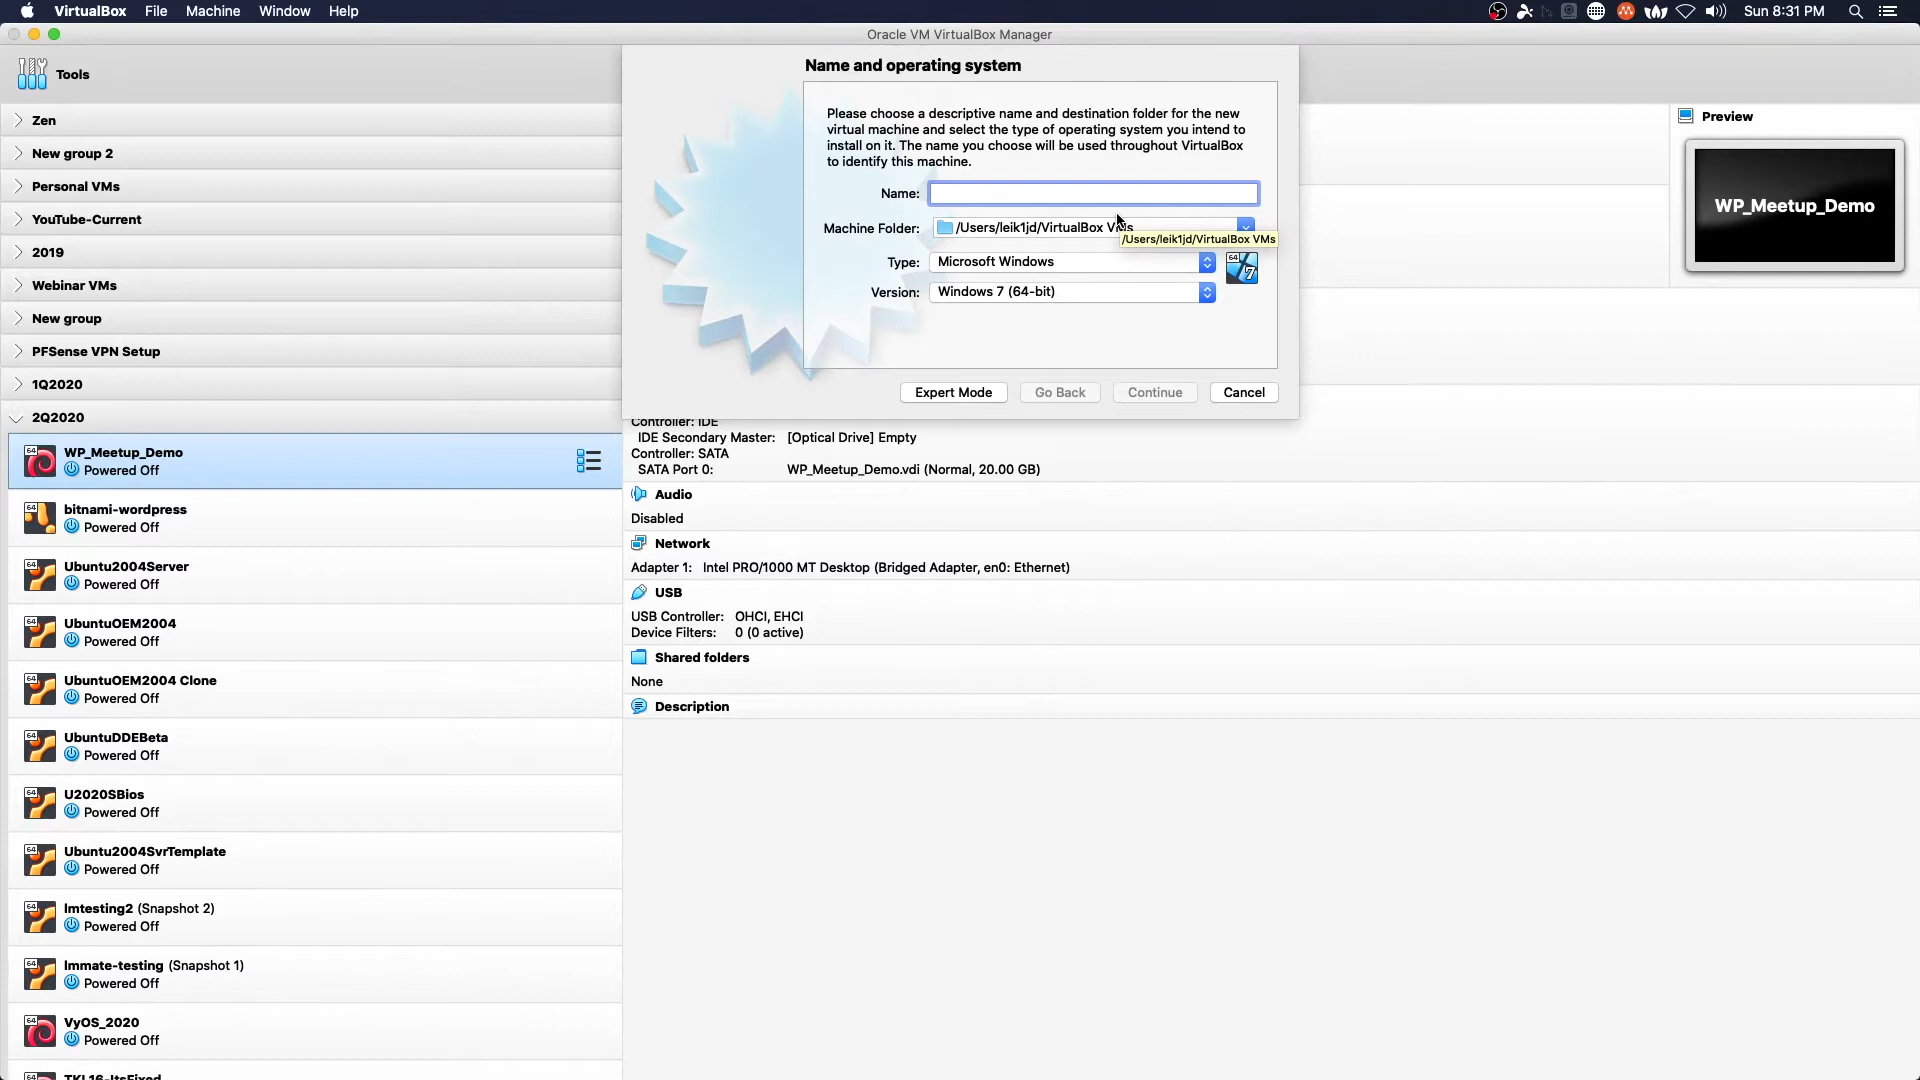 VirtualBox File Machine Window Help
Sun 8:31 PM
Oracle VM VirtualBox Manager
Tools
Zen
New group 2
Personal VMs
YouTube-Current
2019
Webinar VMs
New group
PFSense VPN Setup
1Q2020
2Q2020
WP_Meetup_Demo
Powered Off
bitnami-wordpress
Powered Off
Ubuntu2004Server
Powered Off
UbuntuOEM2004
Powered Off
UbuntuOEM2004 Clone
Powered Off
UbuntuDDEBeta
Powered Off
U2020SBios
Powered Off
Ubuntu2004SvrTemplate
Powered Off
lmtesting2 (Snapshot 2)
Powered Off
lmmate-testing (Snapshot 1)
Powered Off
VyOS_2020
Powered Off
TKL16-ItsFixed
Name and operating system
Please choose a descriptive name and destination folder for the new
virtual machine and select the type of operating system you intend to
install on it. The name you choose will be used throughout VirtualBox
to identify this machine.
Name:
Machine Folder: /Users/leik1jd/VirtualBox VMs
/Users/leik1jd/VirtualBox VMs
Type: Microsoft Windows
64
7
Version: Windows 7 (64-bit)
Expert Mode Go Back Continue Cancel
Controller: IDE
IDE Secondary Master: [Optical Drive] Empty
Controller: SATA
SATA Port 0: WP_Meetup_Demo.vdi (Normal, 20.00 GB)
Audio
Disabled
Network
Adapter 1: Intel PRO/1000 MT Desktop (Bridged Adapter, en0: Ethernet)
USB
USB Controller: OHCI, EHCI
Device Filters: 0 (0 active)
Shared folders
None
Description
Preview
WP_Meetup_Demo